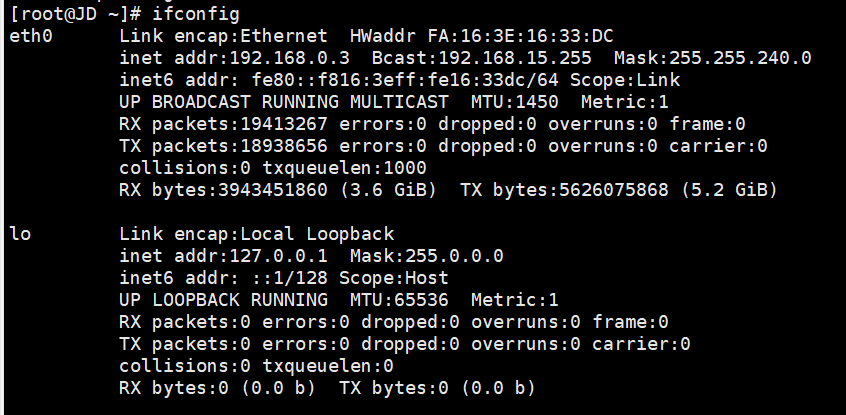 [root@JD ~]# ifconfig
eth0 Link encap:Ethernet HWaddr FA:16:3E:16:33:DC
inet addr:192.168.0.3 Bcast:192.168.15.255 Mask:255.255.240.0
inet6 addr: fe80::f816:3eff:fe16:33dc/64 Scope:Link
UP BROADCAST RUNNING MULTICAST MTU:1450 Metric:1
RX packets:19413267 errors:0 dropped:0 overruns:0 frame:0
TX packets:18938656 errors:0 dropped:0 overruns:0 carrier:0
collisions:0 txqueuelen:1000
RX bytes:3943451860 (3.6 GiB) TX bytes:5626075868 (5.2 GiB)
lo Link encap:Local Loopback
inet addr:127.0.0.1 Mask:255.0.0.0
inet6 addr: ::1/128 Scope:Host
UP LOOPBACK RUNNING MTU:65536 Metric:1
RX packets:0 errors:0 dropped:0 overruns:0 frame:0
TX packets:0 errors:0 dropped:0 overruns:0 carrier:0
collisions:0 txqueuelen:0
RX bytes:0 (0.0 b) TX bytes:0 (0.0 b)